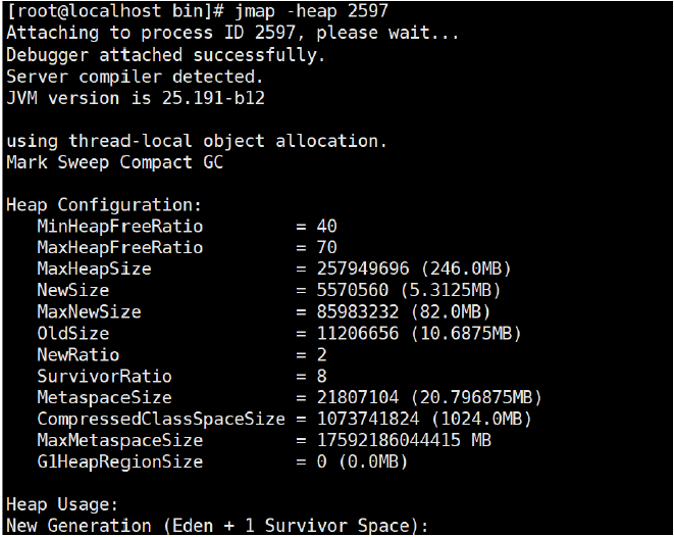 [root@localhost bin]# jmap -heap 2597
Attaching to process ID 2597, please wait...
Debugger attached successfully.
Server compiler detected.
JVM version is 25.191-b12
using thread-local object allocation.
Mark Sweep Compact GC
Heap Configuration:
MinHeapFreeRatio = 40
MaxHeapFreeRatio = 70
MaxHeapSize = 257949696 (246.0MB)
NewSize = 5570560 (5.3125MB)
MaxNewSize = 85983232 (82.0MB)
OldSize = 11206656 (10.6875MB)
NewRatio = 2
SurvivorRatio = 8
MetaspaceSize = 21807104 (20.796875MB)
CompressedClassSpaceSize = 1073741824 (1024.0MB)
MaxMetaspaceSize = 17592186044415 MB
G1HeapRegionSize = 0 (0.0MB)
Heap Usage:
New Generation (Eden + 1 Survivor Space):